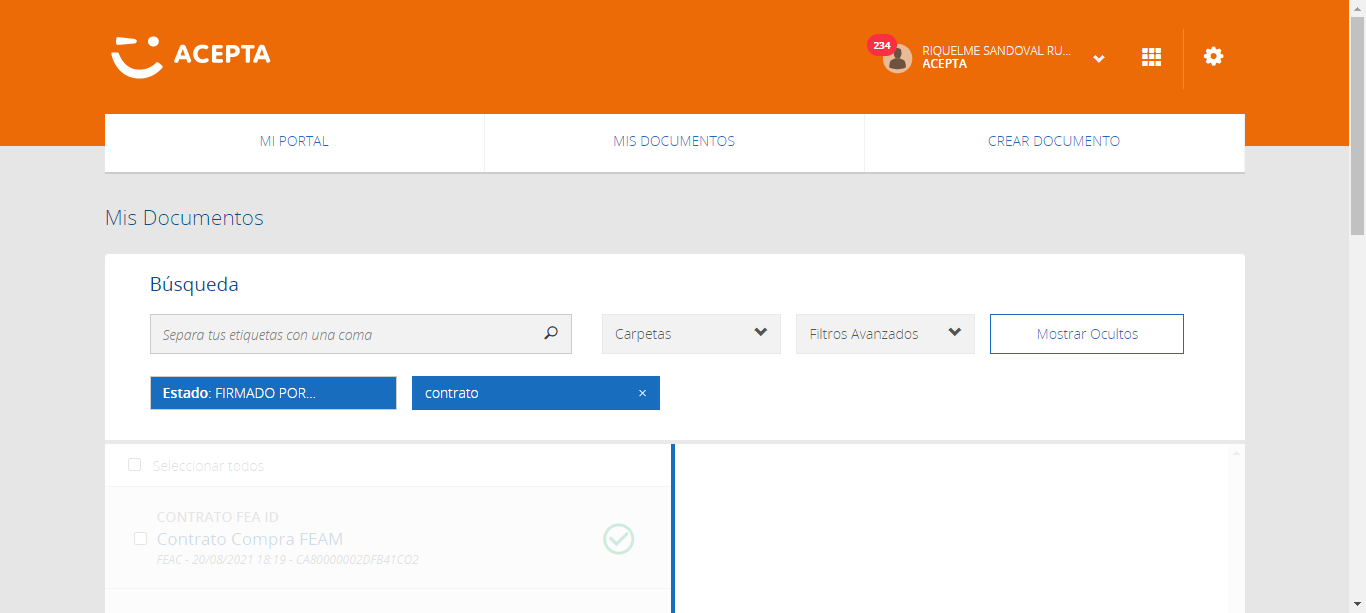 ACEPTA
234
RIQUELME SANDOVAL RU...
ACEPTA
MI PORTAL
MIS DOCUMENTOS
CREAR DOCUMENTO
Mis Documentos
Búsqueda
Separa tus etiquetas con una coma
Carpetas
Filtros Avanzados
Mostrar Ocultos
Estado: FIRMADO POR...
contrato ×
Seleccionar todos
CONTRATO FEA ID
Contrato Compra FEAM
FEAC - 20/08/2021 18:19 - CA80000002DFB41C02